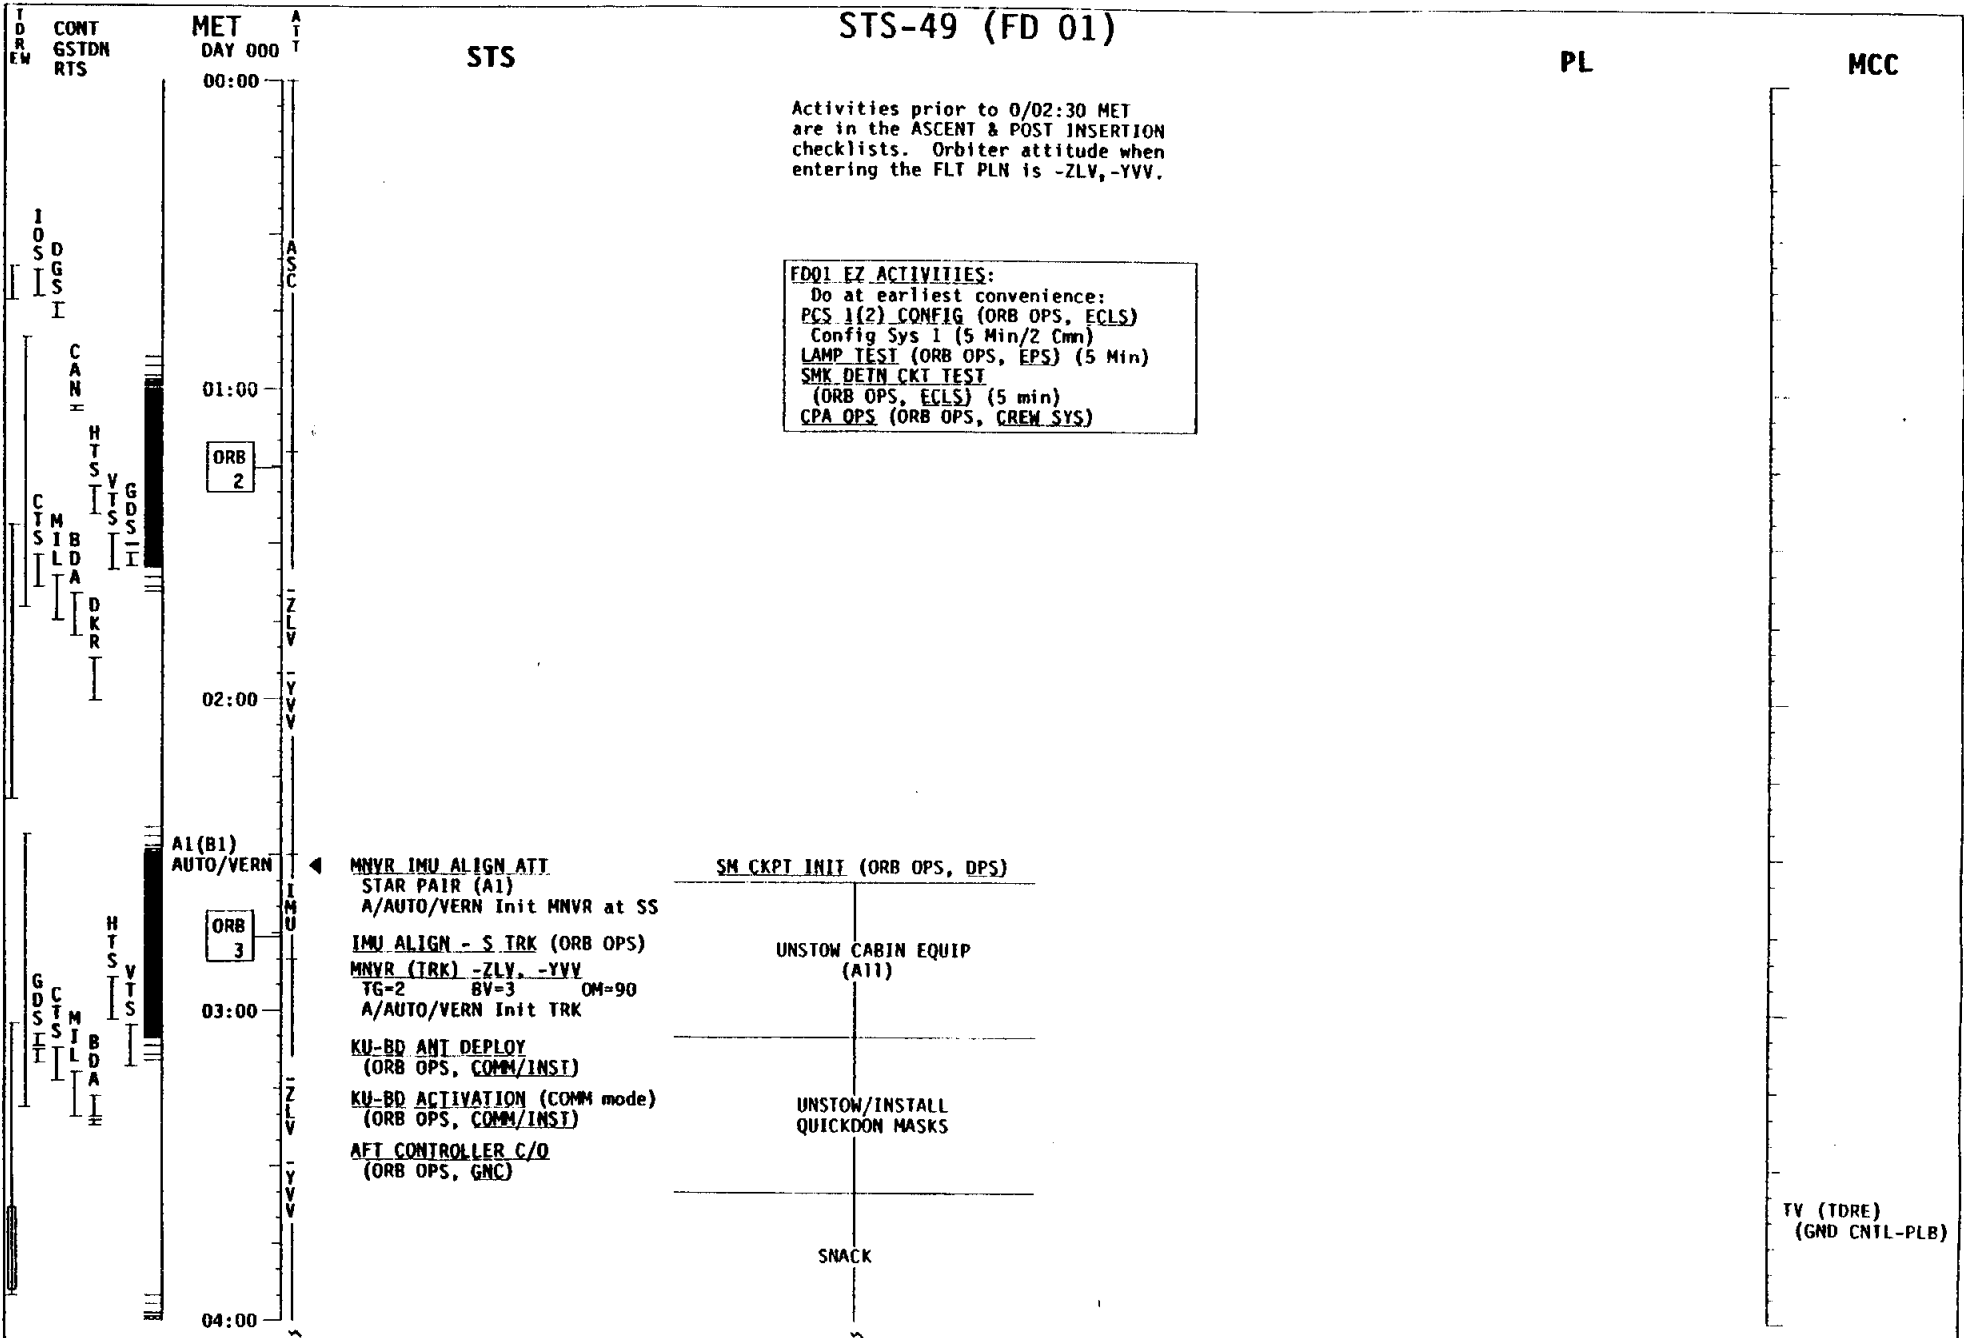 STS-49 (FD 01)
TDR
EW
CONT
GSTDN
RTS
MET
DAY 000
ATT
STS
PL
MCC
00:00
Activities prior to 0/02:30 MET
are in the ASCENT & POST INSERTION
checklists. Orbiter attitude when
entering the FLT PLN is -ZLV,-YVV.
IOS
DGS
ASC
FD01 EZ ACTIVITIES:
Do at earliest convenience:
PCS 1(2) CONFIG (ORB OPS, ECLS)
Config Sys I (5 Min/2 Cmn)
LAMP TEST (ORB OPS, EPS) (5 Min)
SMK DETN CKT TEST
(ORB OPS, ECLS) (5 min)
CPA OPS (ORB OPS, CREW SYS)
CAN
01:00
HTS
ORB
2
VTS
GDS
CTS
MIL
BDA
DKR
-ZLV
-YVV
02:00
A1(B1)
AUTO/VERN
IMU
MNVR IMU ALIGN ATT
STAR PAIR (A1)
A/AUTO/VERN Init MNVR at SS
SM CKPT INIT (ORB OPS, DPS)
ORB
3
HTS
VTS
IMU ALIGN - S TRK (ORB OPS)
UNSTOW CABIN EQUIP
(All)
MNVR (TRK) -ZLV, -YVV
TG=2 BV=3 OM=90
A/AUTO/VERN Init TRK
GDS
CTS
MIL
BDA
03:00
KU-BD ANT DEPLOY
(ORB OPS, COMM/INST)
-ZLV
KU-BD ACTIVATION (COMM mode)
(ORB OPS, COMM/INST)
UNSTOW/INSTALL
QUICKDON MASKS
AFT CONTROLLER C/O
(ORB OPS, GNC)
-YVV
TV (TDRE)
(GND CNTL-PLB)
SNACK
04:00